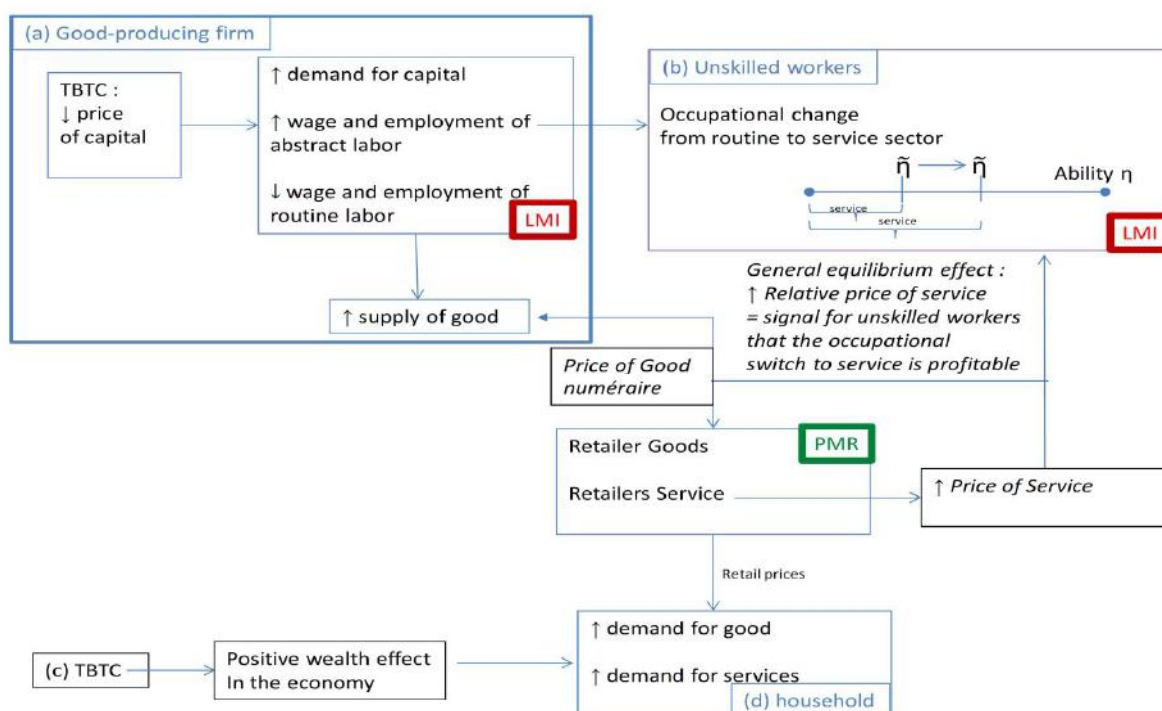 (a) Good-producing firm
TBTC :
↓ price
of capital
↑ demand for capital
↑ wage and employment of
abstract labor
↓ wage and employment of
routine labor
LMI
↑ supply of good
(b) Unskilled workers
Occupational change
from routine to service sector
η̃ η̃
Ability η
service
service
LMI
General equilibrium effect :
↑ Relative price of service
= signal for unskilled workers
that the occupational
switch to service is profitable
Price of Good
numéraire
Retailer Goods
PMR
Retailers Service
↑ Price of Service
Retail prices
(c) TBTC
Positive wealth effect
In the economy
↑ demand for good
↑ demand for services
(d) household